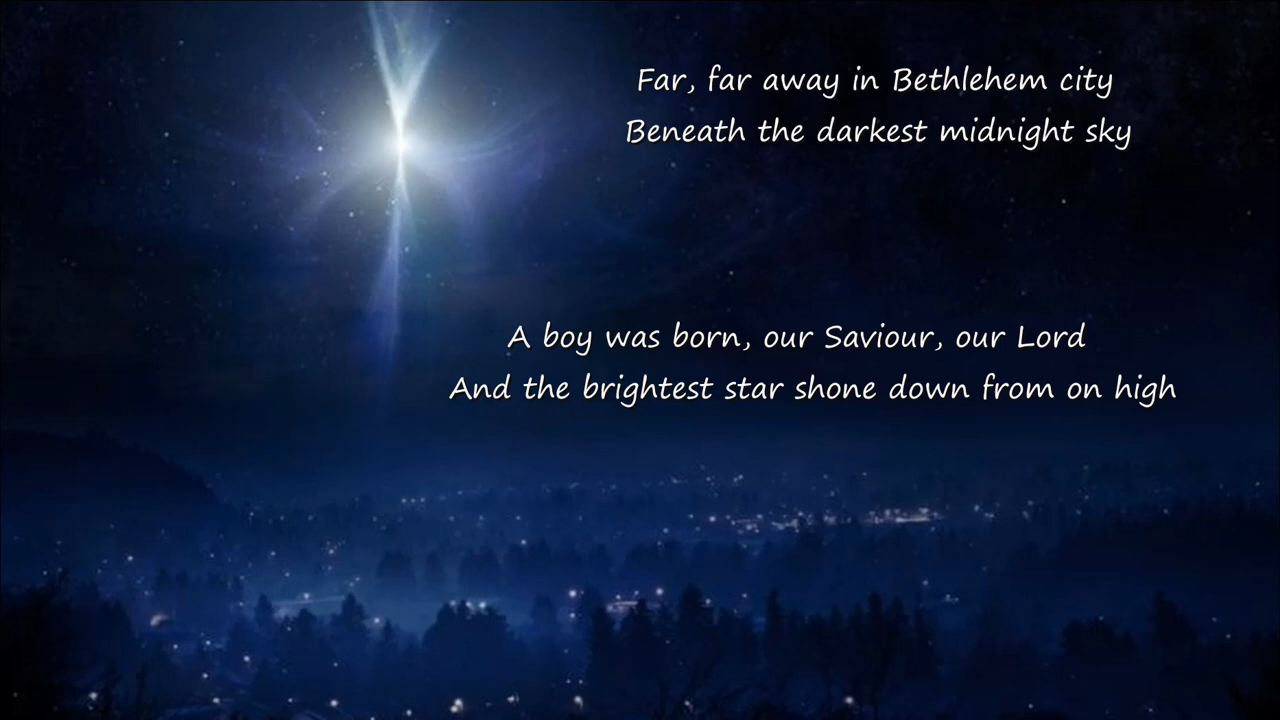 Far, far away in Bethlehem city
Beneath the darkest midnight sky
A boy was born, our Saviour, our Lord
And the brightest star shone down from on high